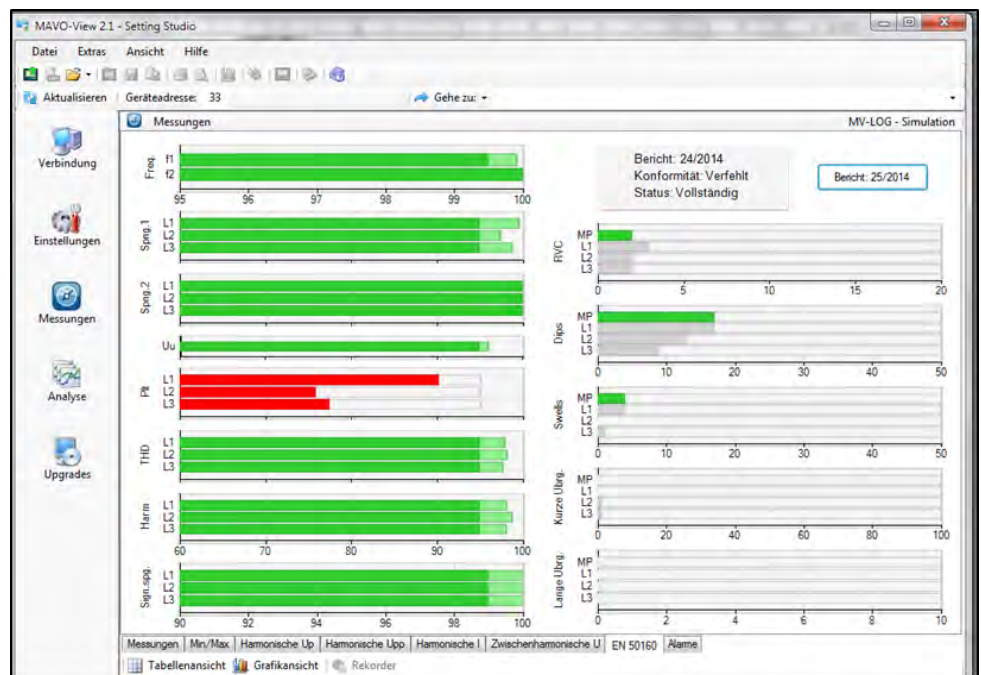 MAVO-View 2.1 - Setting Studio
Datei Extras Ansicht Hilfe
Aktualisieren Geräteadresse: 33 Gehe zu:
Messungen MV-LOG - Simulation
Verbindung
Einstellungen
Messungen
Analyse
Upgrades
Freq. f1 f2
95 96 97 98 99 100
Spng.1 L1 L2 L3
Spng.2 L1 L2 L3
Uu
Plt L1 L2 L3
THD L1 L2 L3
Harm L1 L2 L3
60 70 80 90 100
Sign.spg. L1 L2 L3
90 92 94 96 98 100
Bericht: 24/2014
Konformität: Verfehlt
Status: Vollständig
Bericht: 25/2014
RVC MP L1 L2 L3
0 5 10 15 20
Dips MP L1 L2 L3
0 10 20 30 40 50
Swells MP L1 L2 L3
0 10 20 30 40 50
Kurze Ubrg. MP L1 L2 L3
0 20 40 60 80 100
Lange Ubrg. MP L1 L2 L3
0 2 4 6 8 10
Messungen Min/Max Harmonische Up Harmonische Upp Harmonische I Zwischenharmonische U EN 50160 Alarme
Tabellenansicht Grafikansicht Rekorder